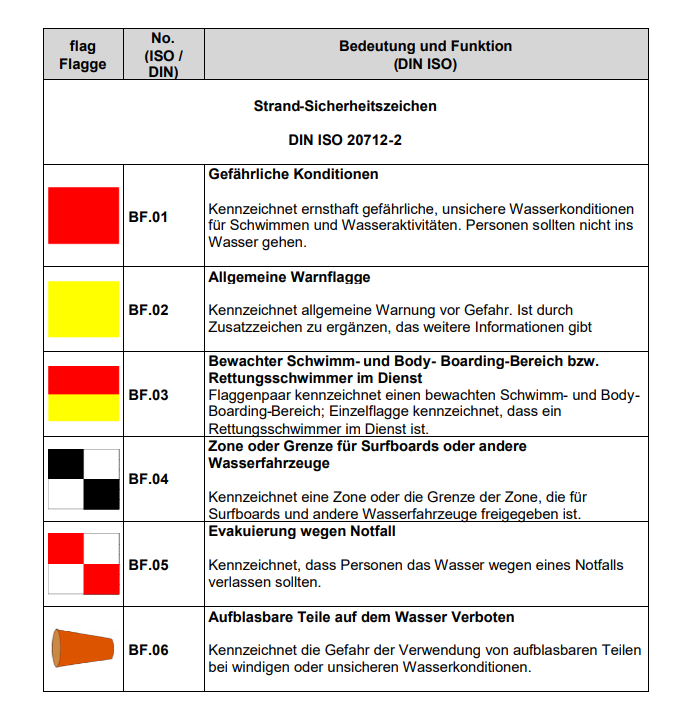 flag
Flagge
No.
(ISO /
DIN)
Bedeutung und Funktion
(DIN ISO)
Strand-Sicherheitszeichen
DIN ISO 20712-2
BF.01
Gefährliche Konditionen
Kennzeichnet ernsthaft gefährliche, unsichere Wasserkonditionen
für Schwimmen und Wasseraktivitäten. Personen sollten nicht ins
Wasser gehen.
BF.02
Allgemeine Warnflagge
Kennzeichnet allgemeine Warnung vor Gefahr. Ist durch
Zusatzzeichen zu ergänzen, das weitere Informationen gibt
BF.03
Bewachter Schwimm- und Body- Boarding-Bereich bzw.
Rettungsschwimmer im Dienst
Flaggenpaar kennzeichnet einen bewachten Schwimm- und Body-
Boarding-Bereich; Einzelflagge kennzeichnet, dass ein
Rettungsschwimmer im Dienst ist.
BF.04
Zone oder Grenze für Surfboards oder andere
Wasserfahrzeuge
Kennzeichnet eine Zone oder die Grenze der Zone, die für
Surfboards und andere Wasserfahrzeuge freigegeben ist.
BF.05
Evakuierung wegen Notfall
Kennzeichnet, dass Personen das Wasser wegen eines Notfalls
verlassen sollten.
BF.06
Aufblasbare Teile auf dem Wasser Verboten
Kennzeichnet die Gefahr der Verwendung von aufblasbaren Teilen
bei windigen oder unsicheren Wasserkonditionen.